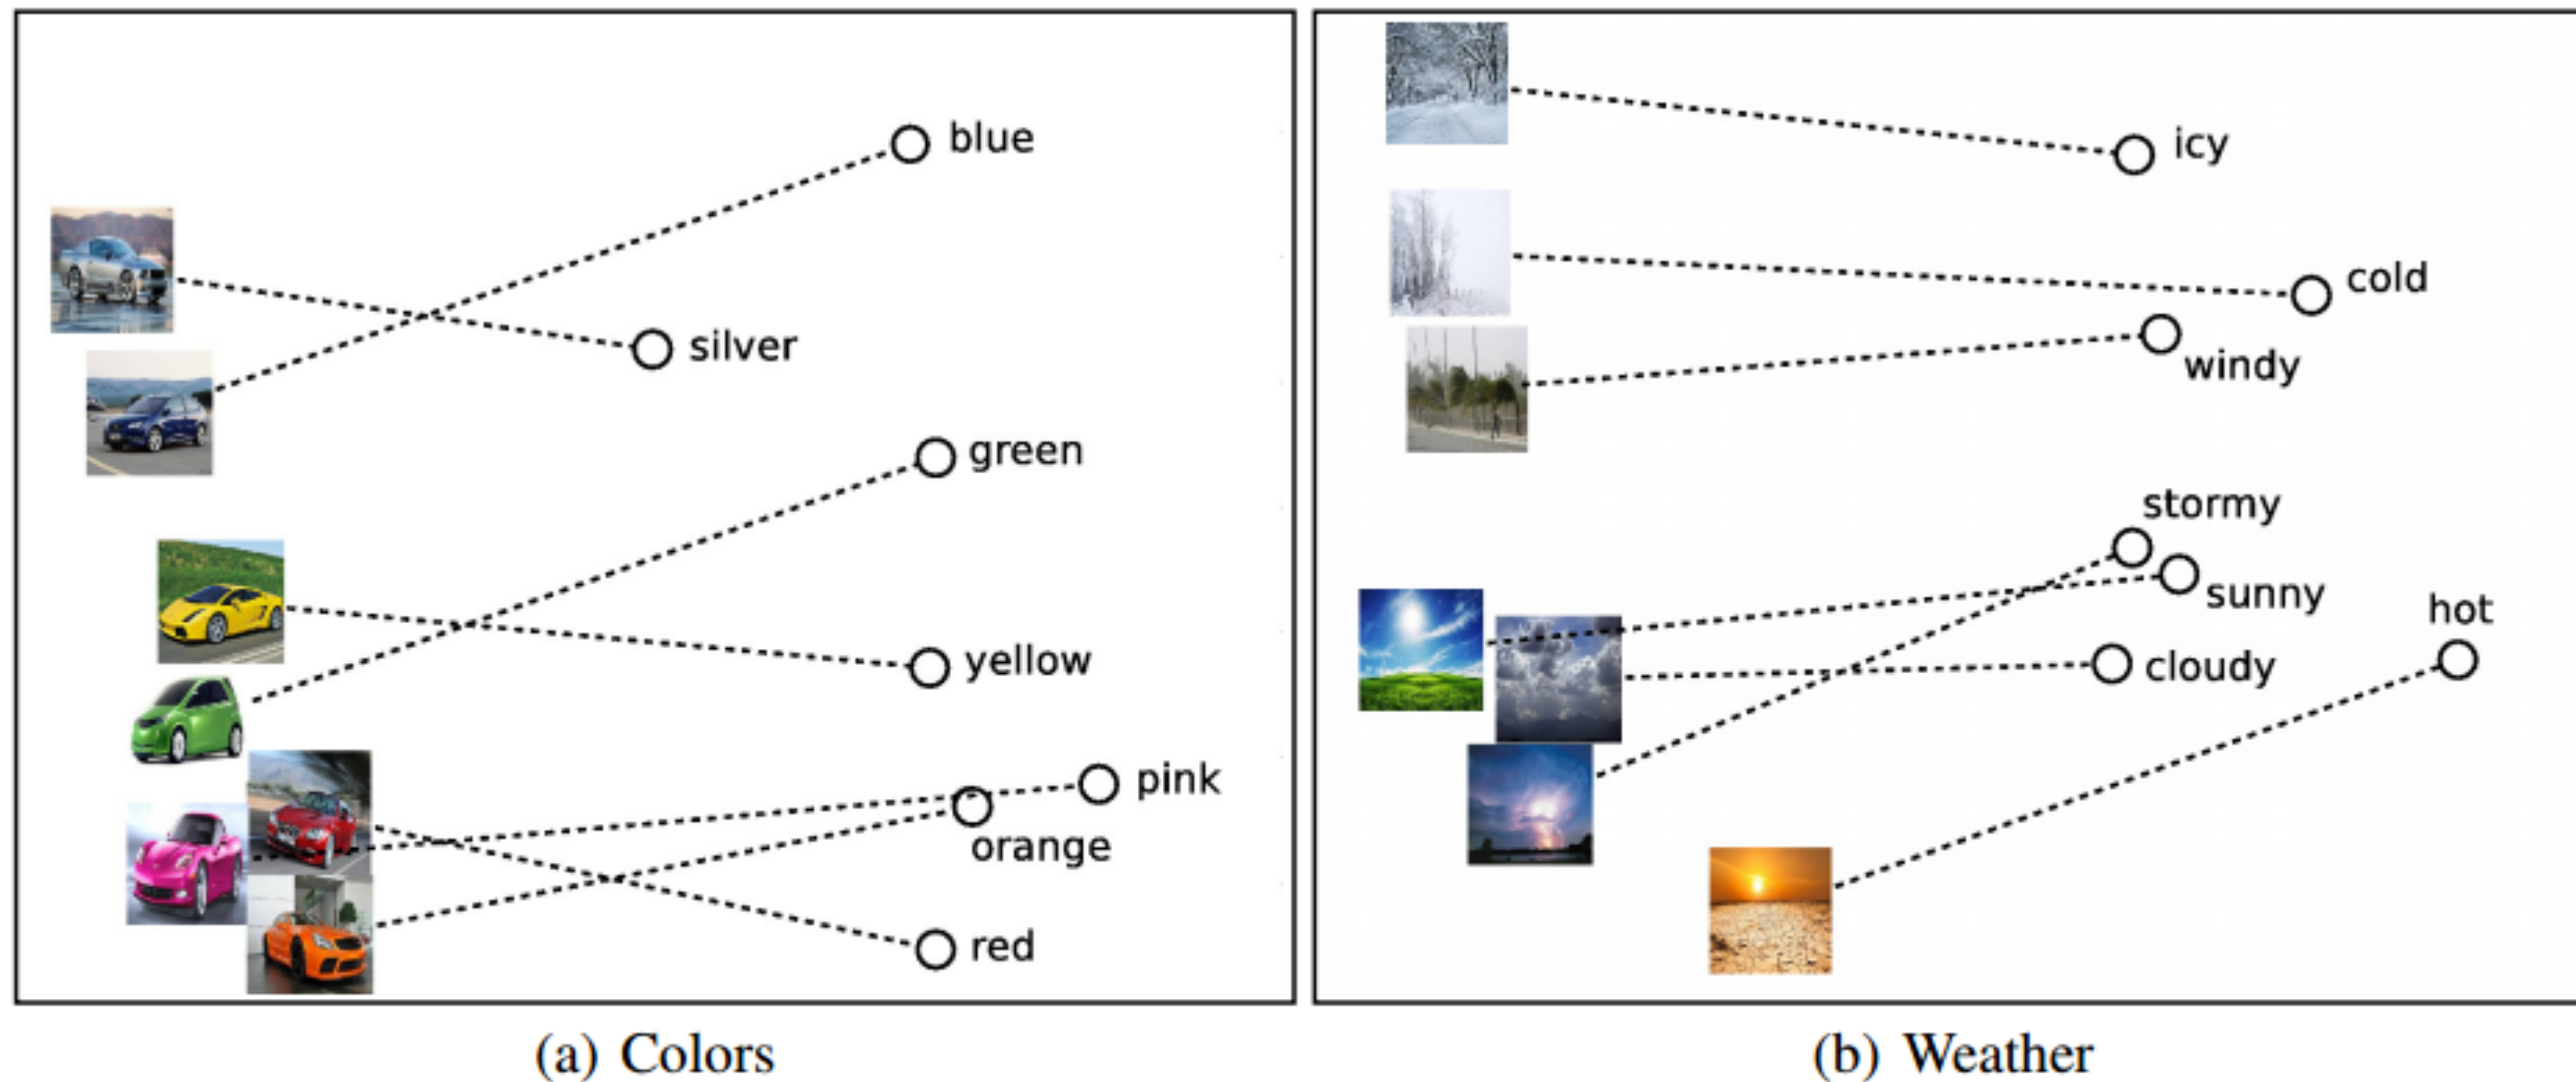 blue
silver
green
yellow
pink
orange
red
(a) Colors
icy
cold
windy
stormy
sunny
hot
cloudy
(b) Weather